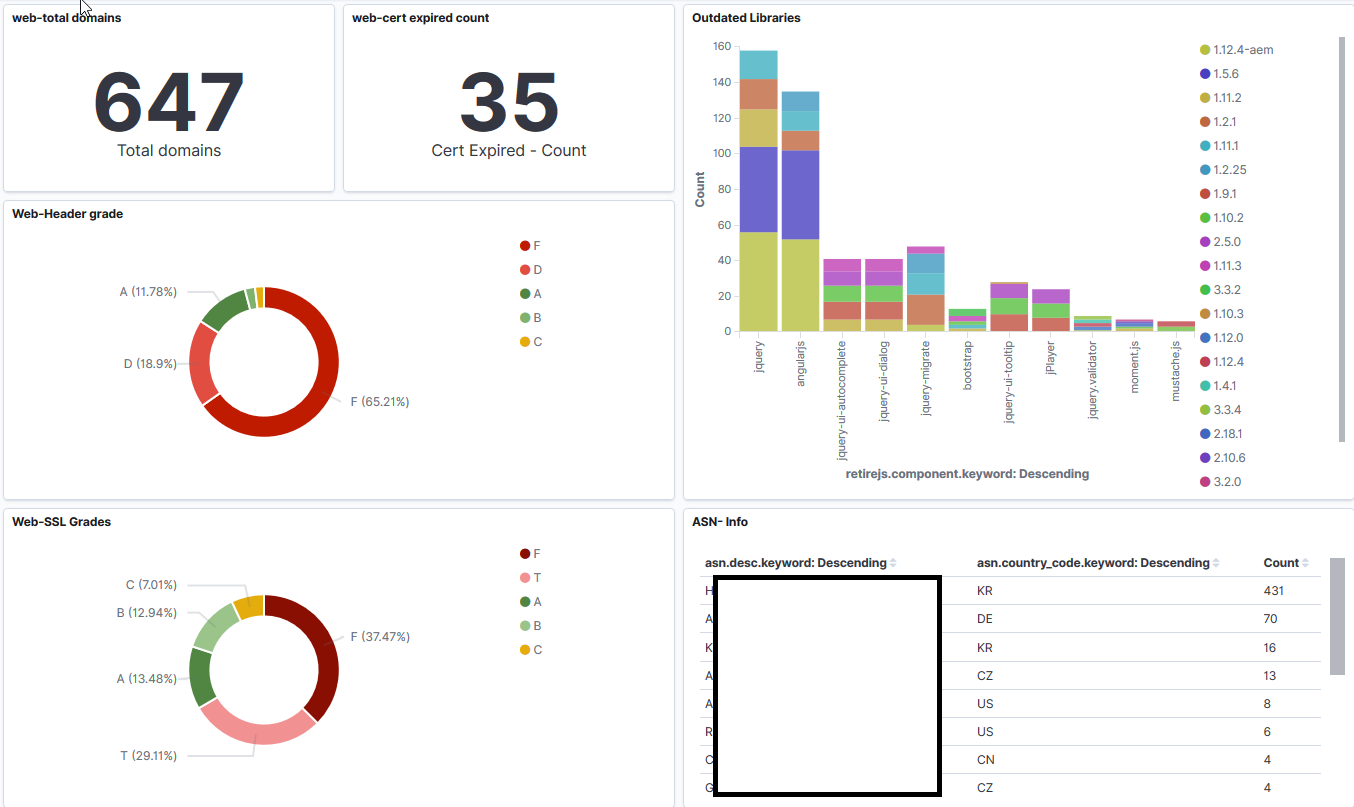 web-total domains
647
Total domains
web-cert expired count
35
Cert Expired - Count
Outdated Libraries
160
140
120
100
80
60
40
20
0
Count
jquery
angularjs
jquery-ui-autocomplete
jquery-ui-dialog
jquery-migrate
bootstrap
jquery-ui-tooltip
jPlayer
jquery.validator
moment.js
mustache.js
retirejs.component.keyword: Descending
1.12.4-aem
1.5.6
1.11.2
1.2.1
1.11.1
1.2.25
1.9.1
1.10.2
2.5.0
1.11.3
3.3.2
1.10.3
1.12.0
1.12.4
1.4.1
3.3.4
2.18.1
2.10.6
3.2.0
Web-Header grade
A (11.78%)
D (18.9%)
F (65.21%)
F
D
A
B
C
Web-SSL Grades
C (7.01%)
B (12.94%)
A (13.48%)
T (29.11%)
F (37.47%)
F
T
A
B
C
ASN- Info
asn.desc.keyword: Descending asn.country_code.keyword: Descending Count
H KR 431
A DE 70
K KR 16
A CZ 13
A US 8
R US 6
C CN 4
G CZ 4